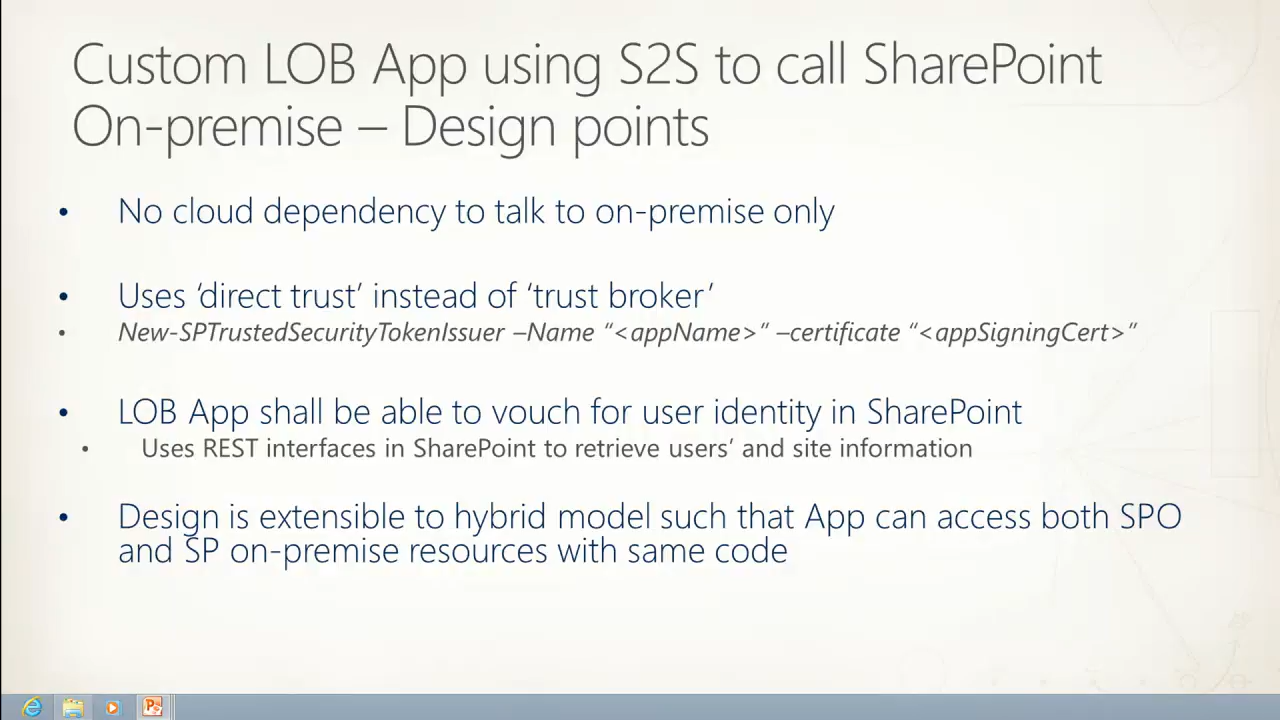 Custom LOB App using S2S to call SharePoint
On-premise – Design points
• No cloud dependency to talk to on-premise only
• Uses ‘direct trust’ instead of ‘trust broker’
• New-SPTrustedSecurityTokenIssuer –Name “<appName>” –certificate “<appSigningCert>”
• LOB App shall be able to vouch for user identity in SharePoint
• Uses REST interfaces in SharePoint to retrieve users’ and site information
• Design is extensible to hybrid model such that App can access both SPO
and SP on-premise resources with same code